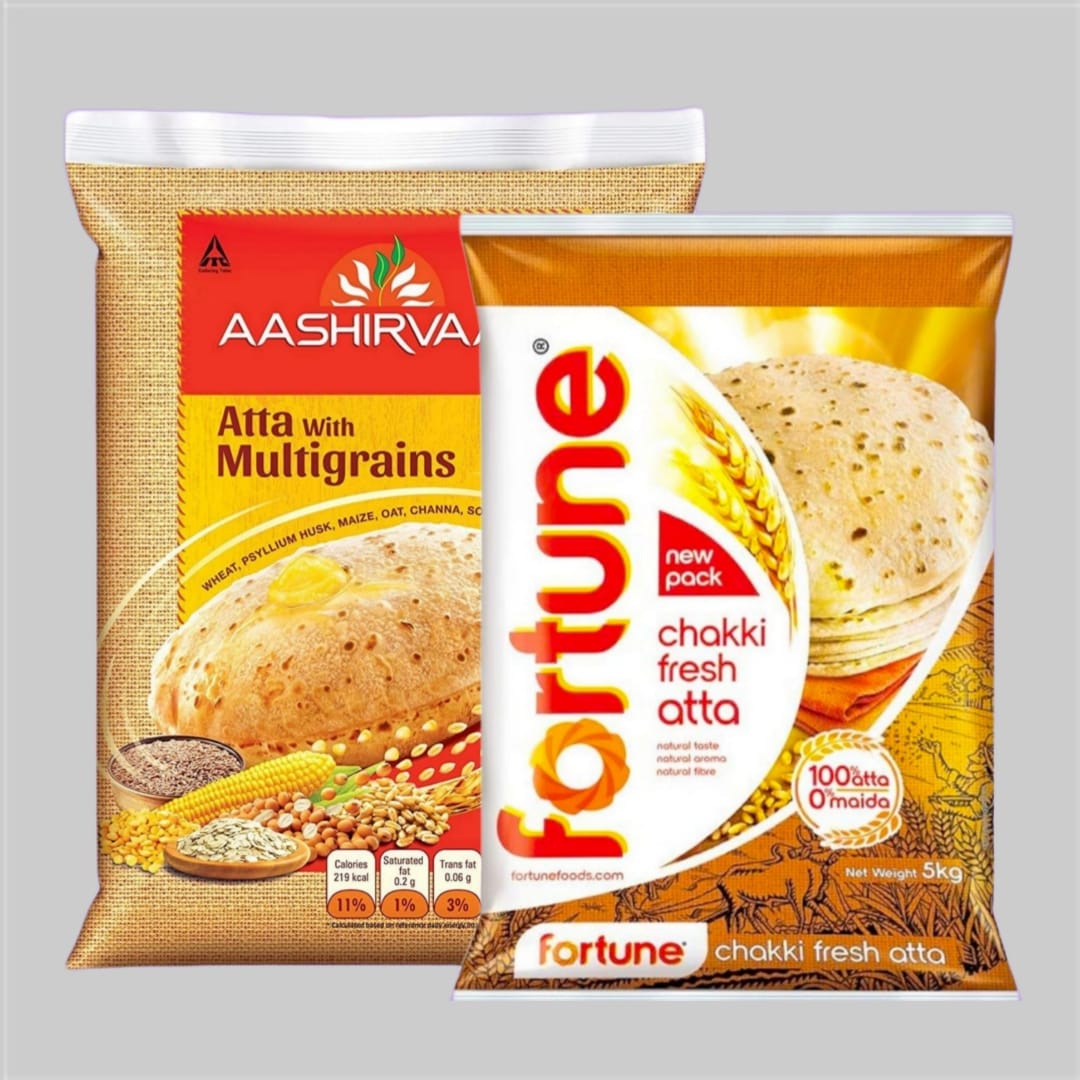 AASHIRVA
Atta with
Multigrains
WHEAT, PSYLLIUM HUSK, MAIZE, OAT, CHANNA, SO
Calories
219 kcal
11%
Saturated
fat
0.2 g
1%
Trans fat
0.06 g
3%
fortune®
new
pack
chakki
fresh
atta
natural taste
natural aroma
natural fibre
100% atta
0% maida
fortunefoods.com
Net Weight 5kg
fortune
chakki fresh atta